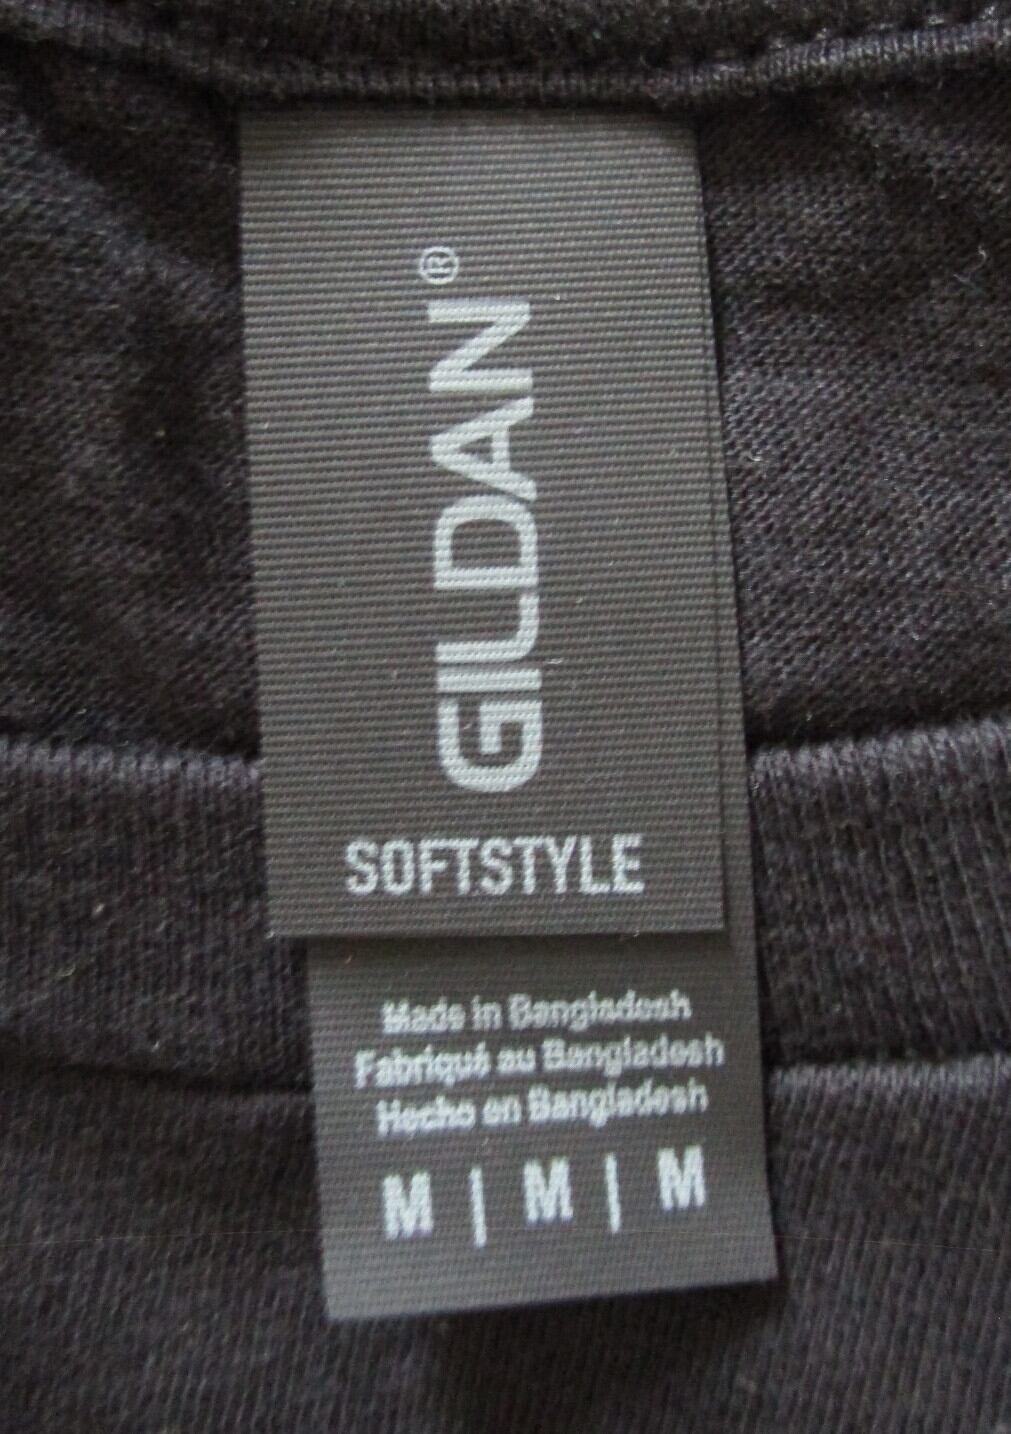 GILDAN®
SOFTSTYLE
Made in Bangladesh
Fabriqué au Bangladesh
Hecho en Bangladesh
M | M | M